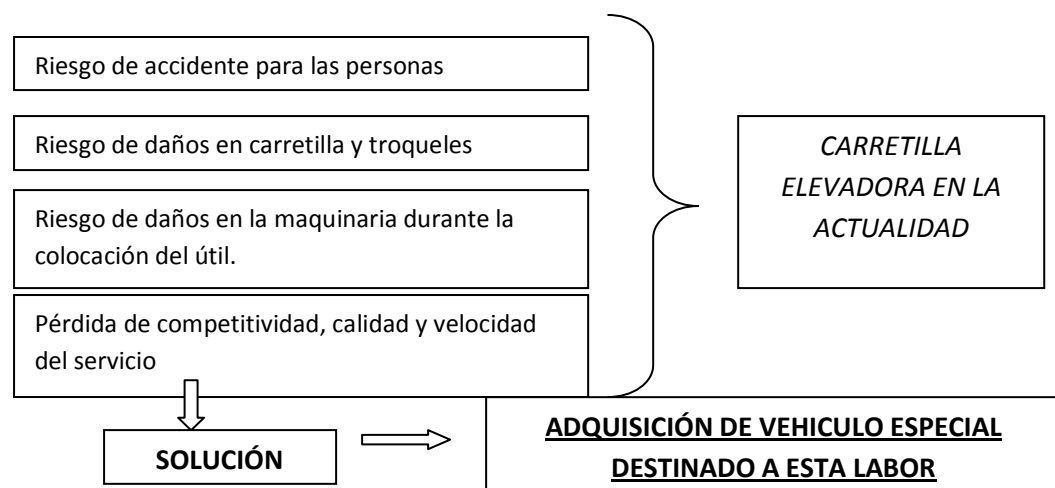 Riesgo de accidente para las personas
Riesgo de daños en carretilla y troqueles
Riesgo de daños en la maquinaria durante la
colocación del útil.
Pérdida de competitividad, calidad y velocidad
del servicio
CARRETILLA
ELEVADORA EN LA
ACTUALIDAD
SOLUCIÓN
ADQUISICIÓN DE VEHICULO ESPECIAL
DESTINADO A ESTA LABOR